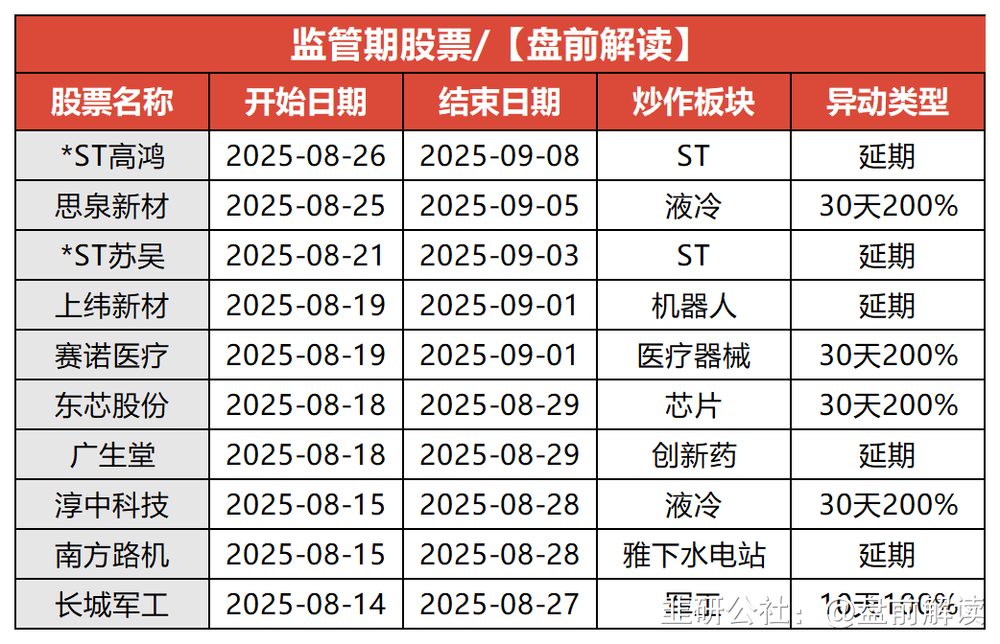 监管期股票/【盘前解读】
股票名称 开始日期 结束日期 炒作板块 异动类型
*ST高鸿 2025-08-26 2025-09-08 ST 延期
思泉新材 2025-08-25 2025-09-05 液冷 30天200%
*ST苏吴 2025-08-21 2025-09-03 ST 延期
上纬新材 2025-08-19 2025-09-01 机器人 延期
赛诺医疗 2025-08-19 2025-09-01 医疗器械 30天200%
东芯股份 2025-08-18 2025-08-29 芯片 30天200%
广生堂 2025-08-18 2025-08-29 创新药 延期
淳中科技 2025-08-15 2025-08-28 液冷 30天200%
南方路机 2025-08-15 2025-08-28 雅下水电站 延期
长城军工 2025-08-14 2025-08-27 军工 10天100%
韭研公社：@盘前解读